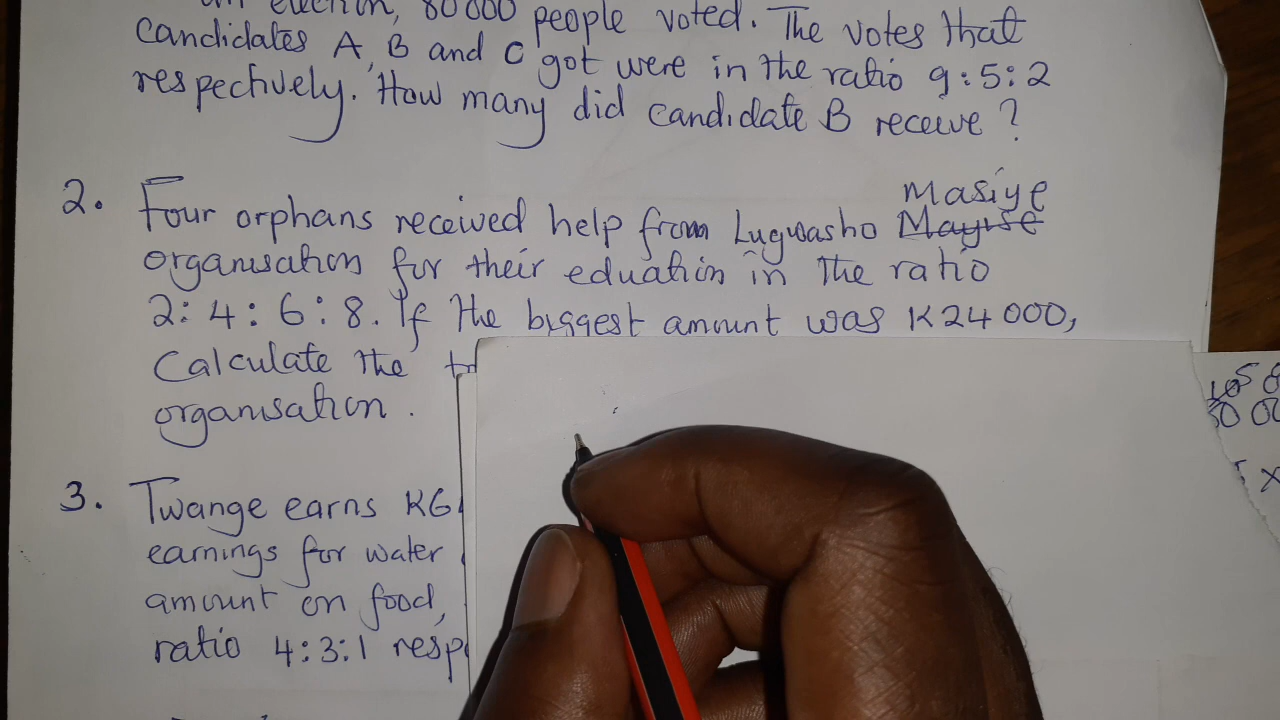 election, 80000 people voted. The votes that
candidates A, B and C got were in the ratio 9:5:2
respectively. How many did candidate B receive?
2. Four orphans received help from Lugwasho Masiye Mayise
organisation for their eduation in the ratio
2:4:6:8. If the biggest amount was K24000,
Calculate the
organisation.
3. Twange earns K6
earnings for water
amount on food,
ratio 4:3:1 resp